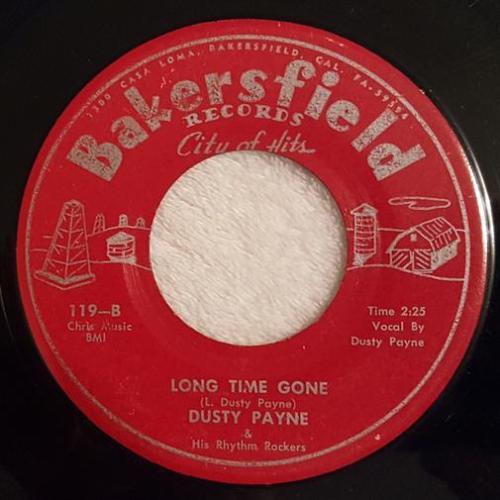 1300 CASA LOMA, BAKERSFIELD, CAL. FA-59594
Bakersfield
RECORDS
City of Hits
119-B
Chris Music
BMI
Time 2:25
Vocal By
Dusty Payne
LONG TIME GONE
(L. Dusty Payne)
DUSTY PAYNE
&
His Rhythm Rockers